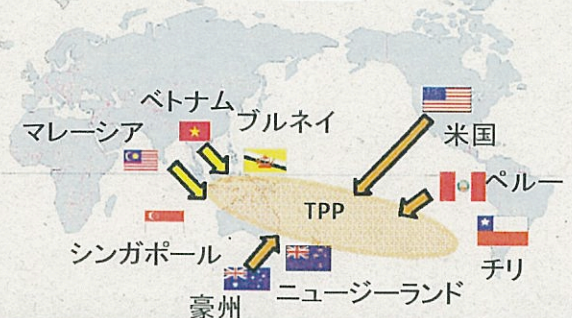 ベトナム
ブルネイ
マレーシア
米国
ペルー
TPP
シンガポール
チリ
ニュージーランド
豪州